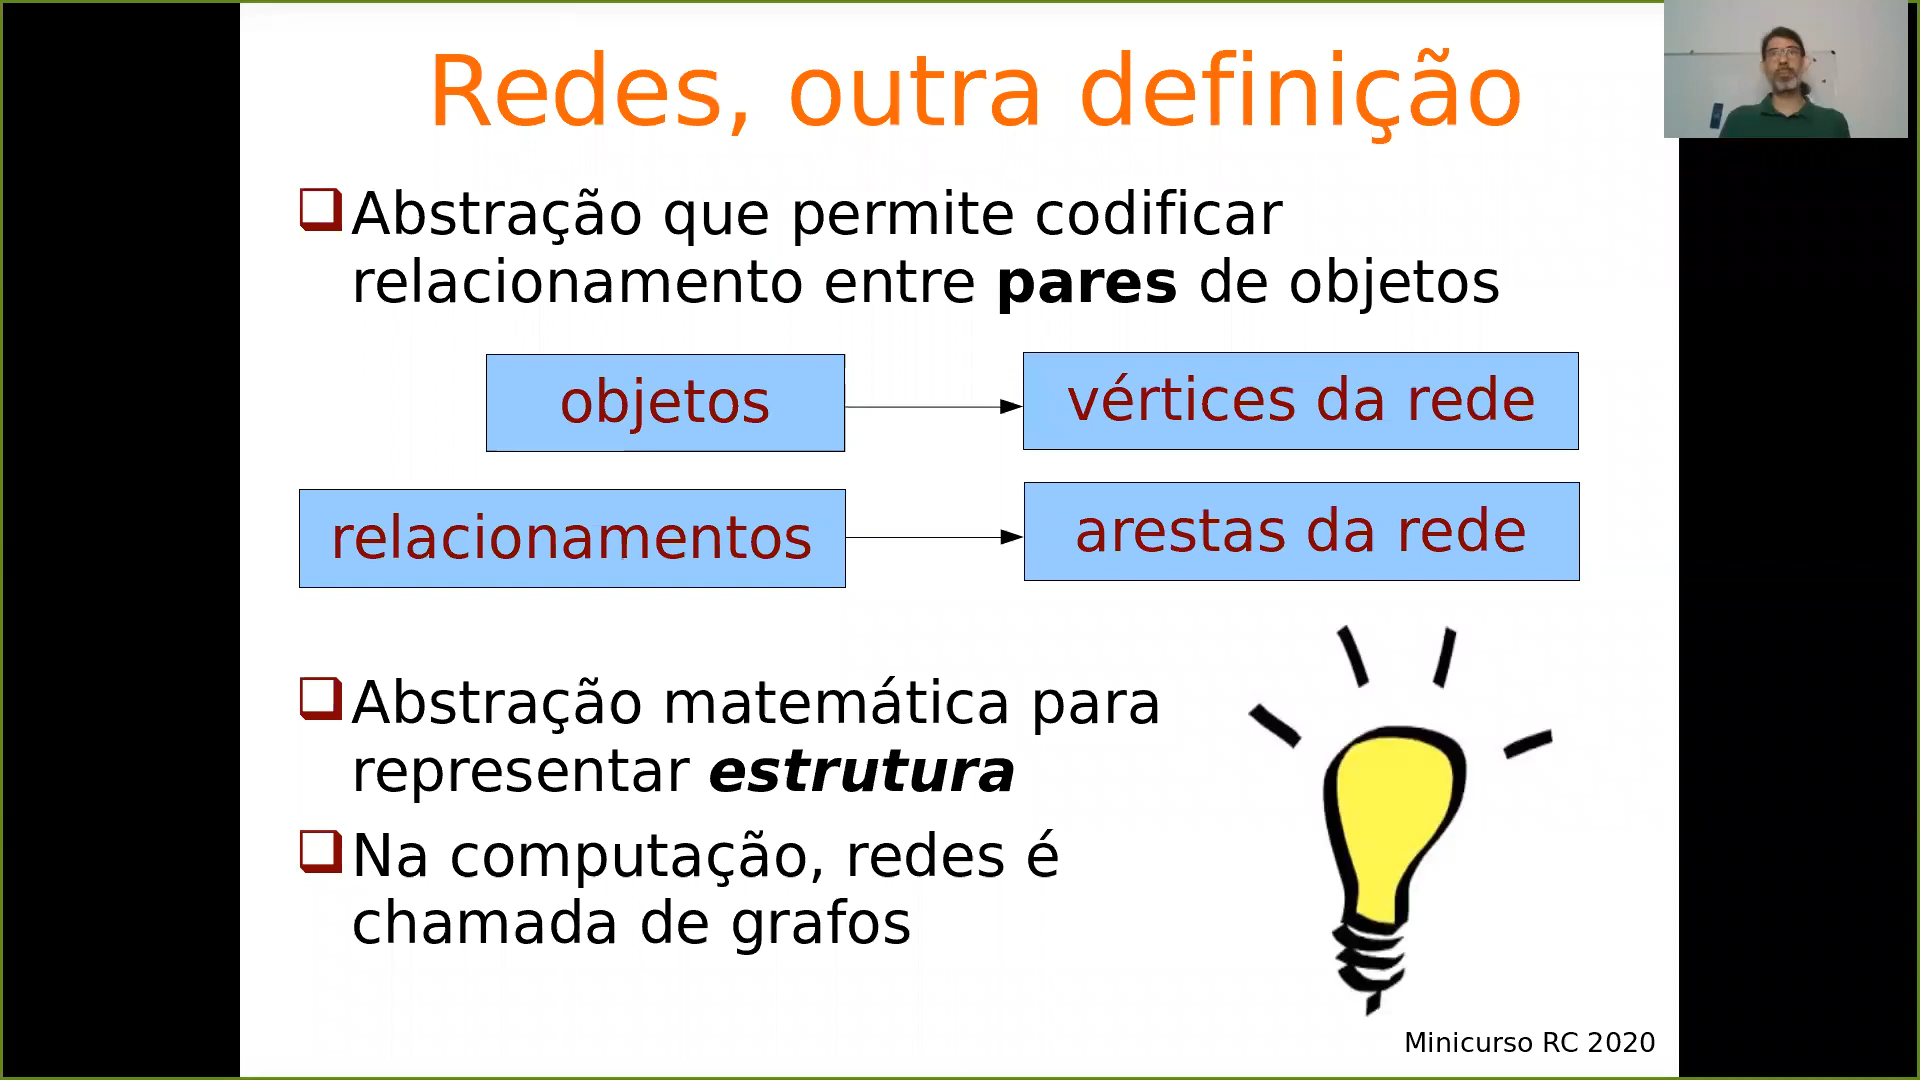 Redes, outra definição
Abstração que permite codificar
relacionamento entre pares de objetos
objetos
vértices da rede
relacionamentos
arestas da rede
Abstração matemática para
representar estrutura
Na computação, redes é
chamada de grafos
Minicurso RC 2020